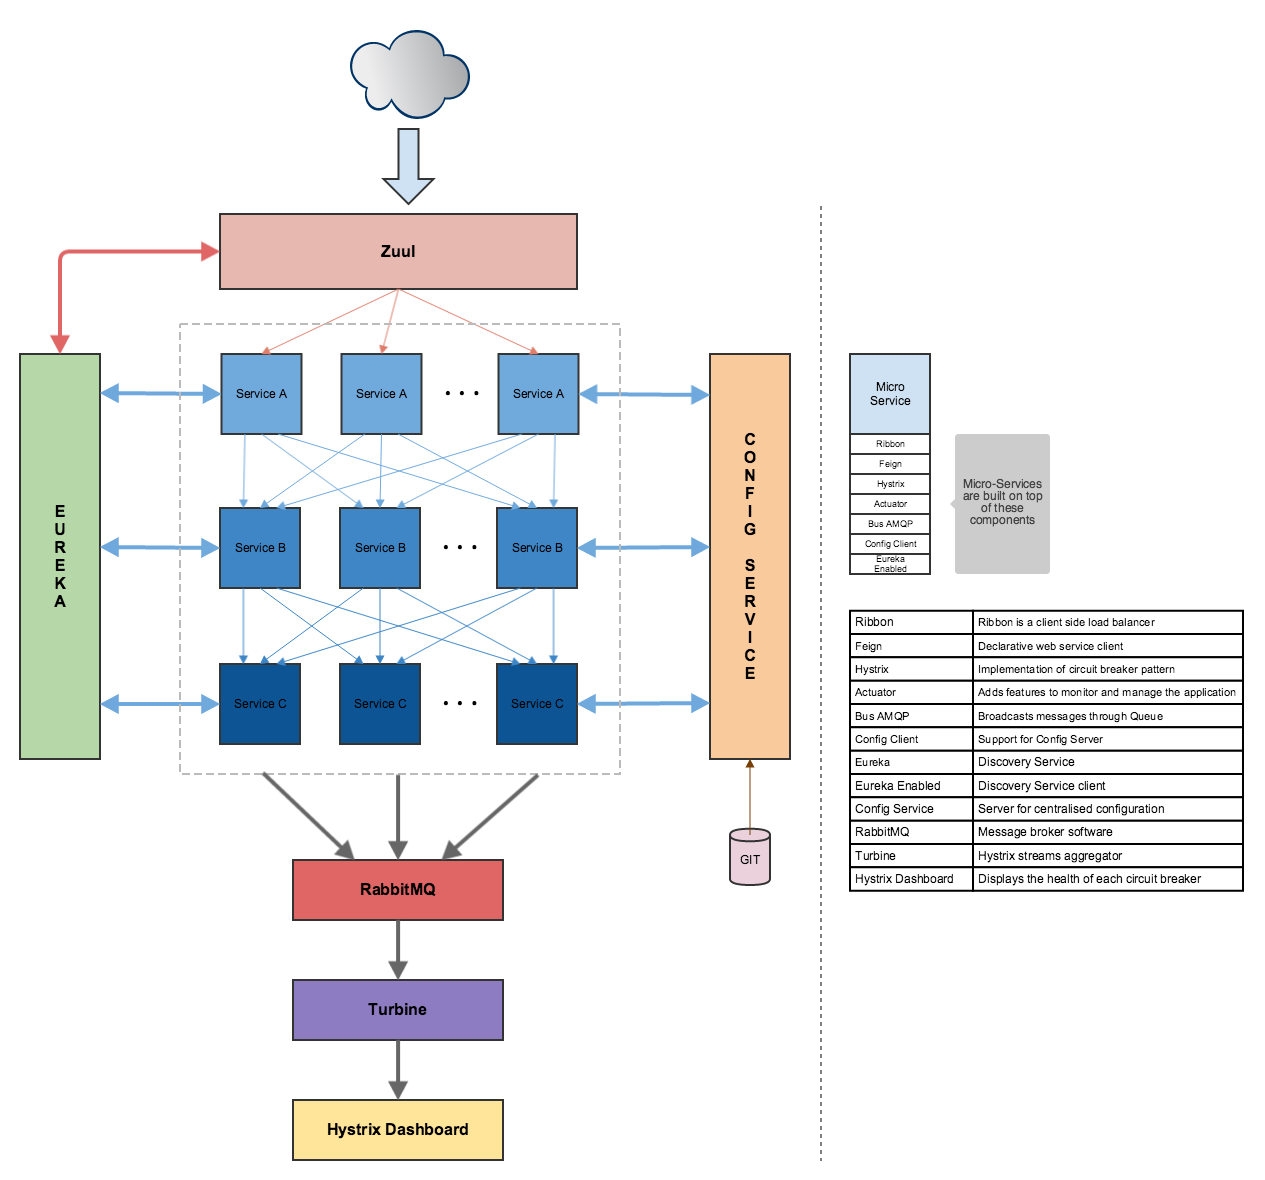 Zuul
Service A
Service A
• • •
Service A
Service B
Service B
• • •
Service B
Service C
Service C
• • •
Service C
E
U
R
E
K
A
C
O
N
F
I
G
S
E
R
V
I
C
E
GIT
RabbitMQ
Turbine
Hystrix Dashboard
Micro
Service
Ribbon
Feign
Hystrix
Actuator
Bus AMQP
Config Client
Eureka
Enabled
Micro-Services
are built on top
of these
components
Ribbon Ribbon is a client side load balancer
Feign Declarative web service client
Hystrix Implementation of circuit breaker pattern
Actuator Adds features to monitor and manage the application
Bus AMQP Broadcasts messages through Queue
Config Client Support for Config Server
Eureka Discovery Service
Eureka Enabled Discovery Service client
Config Service Server for centralised configuration
RabbitMQ Message broker software
Turbine Hystrix streams aggregator
Hystrix Dashboard Displays the health of each circuit breaker